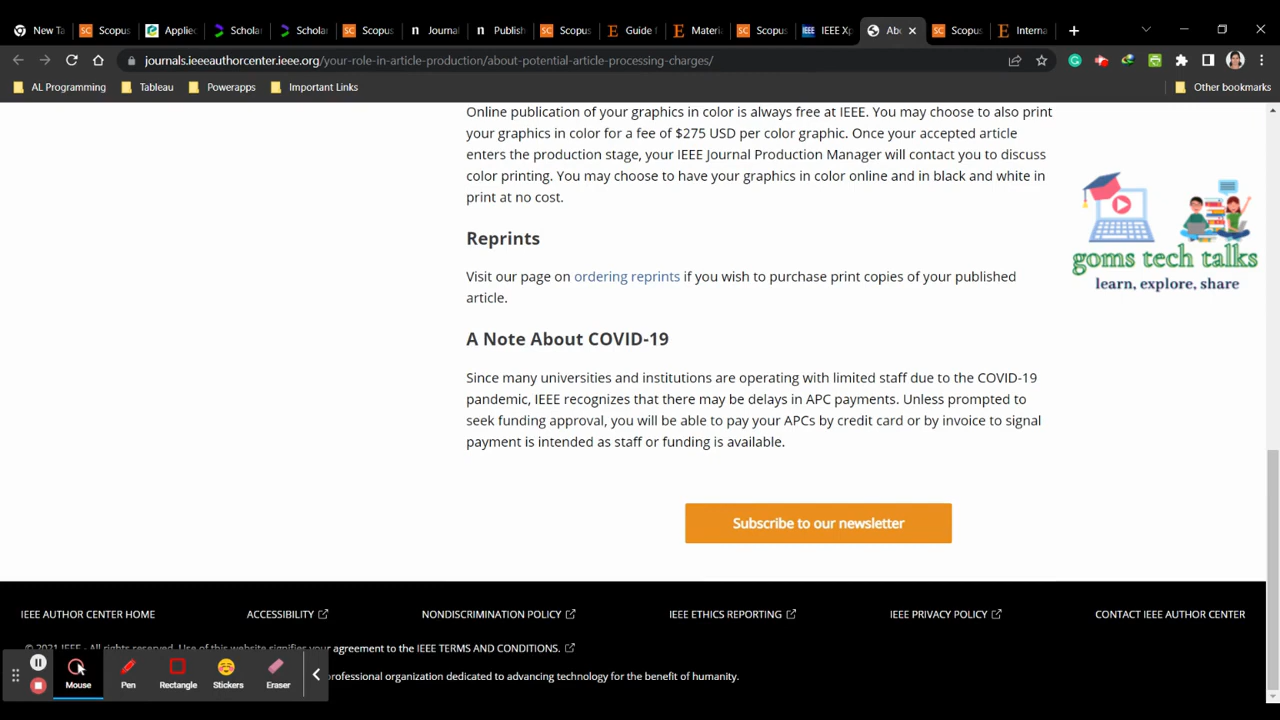 New Ta
Scopus
Applied
Scholar
Scholar
Scopus
Journal
Publish
Scopus
Guide f
Materia
Scopus
IEEE Xp
Abo
Scopus
Interna
journals.ieeeauthorcenter.ieee.org/your-role-in-article-production/about-potential-article-processing-charges/
AL Programming
Tableau
Powerapps
Important Links
Other bookmarks
Online publication of your graphics in color is always free at IEEE. You may choose to also print
your graphics in color for a fee of $275 USD per color graphic. Once your accepted article
enters the production stage, your IEEE Journal Production Manager will contact you to discuss
color printing. You may choose to have your graphics in color online and in black and white in
print at no cost.
goms tech talks
learn, explore, share
Reprints
Visit our page on ordering reprints if you wish to purchase print copies of your published
article.
A Note About COVID-19
Since many universities and institutions are operating with limited staff due to the COVID-19
pandemic, IEEE recognizes that there may be delays in APC payments. Unless prompted to
seek funding approval, you will be able to pay your APCs by credit card or by invoice to signal
payment is intended as staff or funding is available.
Subscribe to our newsletter
IEEE AUTHOR CENTER HOME
ACCESSIBILITY
NONDISCRIMINATION POLICY
IEEE ETHICS REPORTING
IEEE PRIVACY POLICY
CONTACT IEEE AUTHOR CENTER
© 2021 IEEE - All rights reserved. Use of this website signifies your agreement to the IEEE TERMS AND CONDITIONS.
professional organization dedicated to advancing technology for the benefit of humanity.
Mouse
Pen
Rectangle
Stickers
Eraser